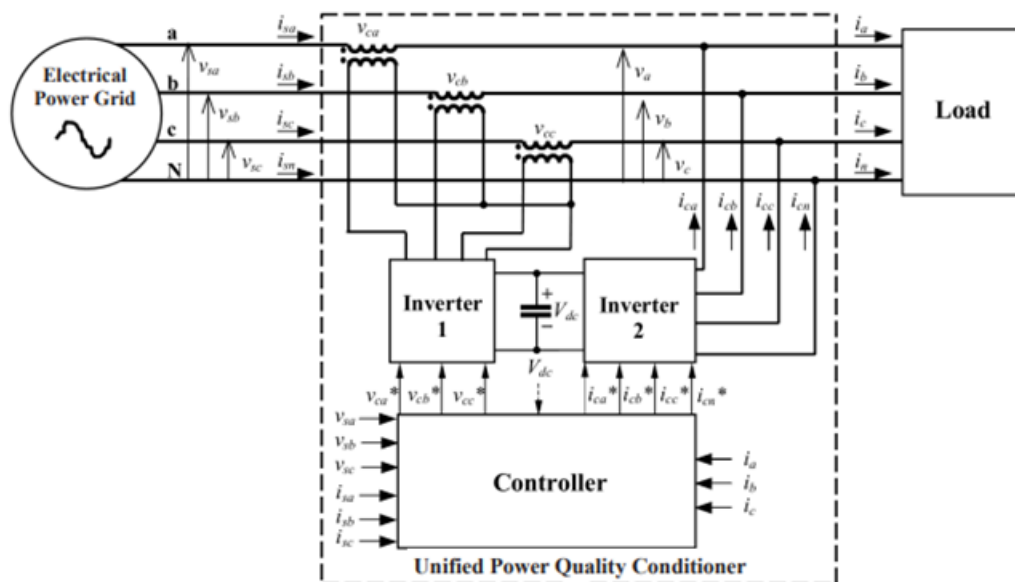 v_ca
a
i_sa
i_a
Electrical
Power Grid
v_sa
b
i_sb
v_cb
v_a
i_b
Load
v_sb
c
i_sc
v_cc
v_b
i_c
N
v_sc
i_sn
v_c
i_n
i_ca i_cb i_cc i_cn
Inverter
1
+
V_dc
−
Inverter
2
V_dc
v_ca* v_cb* v_cc*
i_ca* i_cb* i_cc* i_cn*
v_sa
v_sb
v_sc
i_sa
i_sb
i_sc
Controller
i_a
i_b
i_c
Unified Power Quality Conditioner